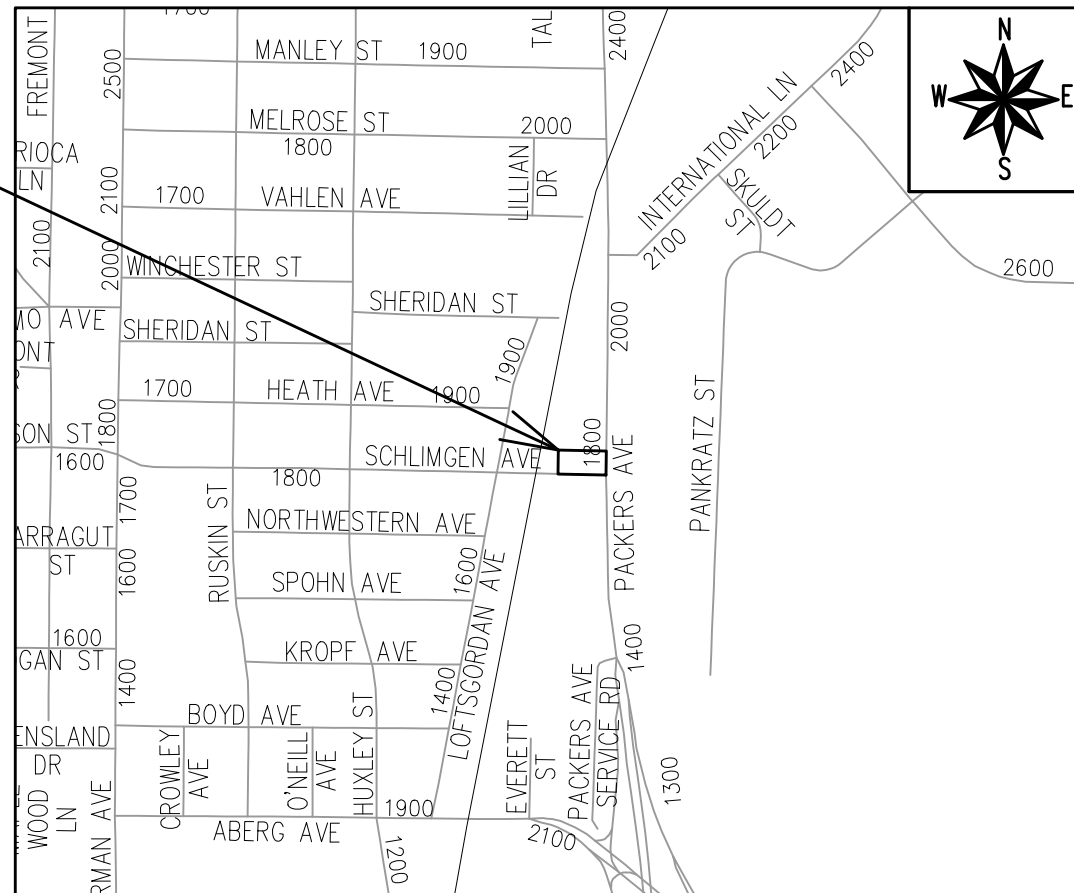 1700
FREMONT
2500
MANLEY ST
1900
TAL
2400
N
W
E
S
INTERNATIONAL LN
2400
2200
2100
MELROSE ST
2000
1800
RIOCA
LN
2100
1700
VAHLEN AVE
LILLIAN
DR
SKULDT
ST
2100
2000
WINCHESTER ST
2600
SHERIDAN ST
MO AVE
SHERIDAN ST
2000
ONT
1900
1700
HEATH AVE
1900
PANKRATZ ST
SON ST
1800
1600
SCHLIMGEN AVE
1800
1800
PACKERS AVE
1700
RUSKIN ST
NORTHWESTERN AVE
ARRAGUT
ST
1600
SPOHN AVE
1600
LOFTSGORDAN AVE
1600
GAN ST
KROPF AVE
1400
1400
1400
PACKERS AVE
SERVICE RD
BOYD AVE
HUXLEY ST
ENSLAND
DR
CROWLEY
AVE
O'NEILL
AVE
EVERETT
ST
1300
WOOD
LN
RMAN AVE
1900
ABERG AVE
2100
1200